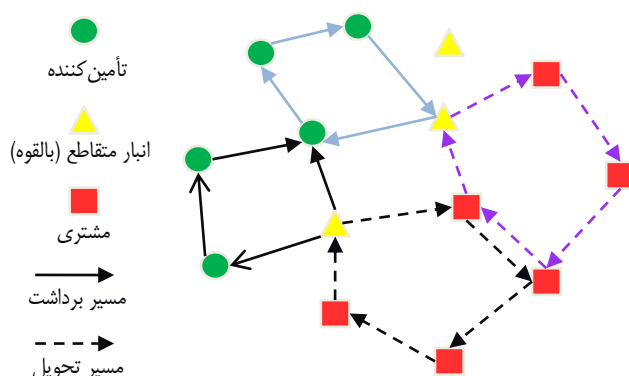 تأمین‌کننده
انبار متقاطع (بالقوه)
مشتری
مسیر برداشت
مسیر تحویل